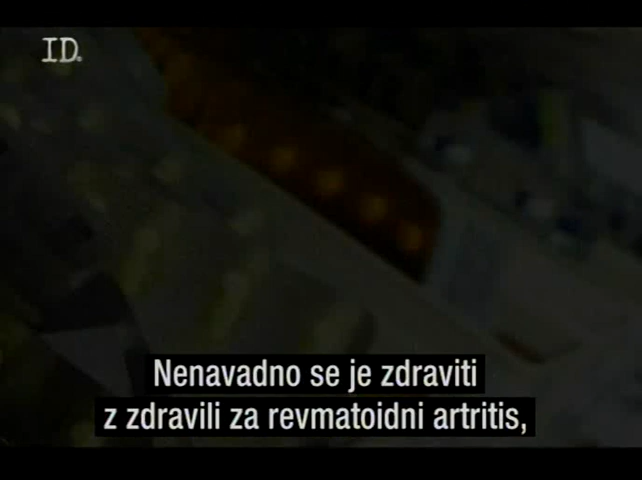 ID.
Nenavadno se je zdraviti
z zdravili za revmatoidni artritis,